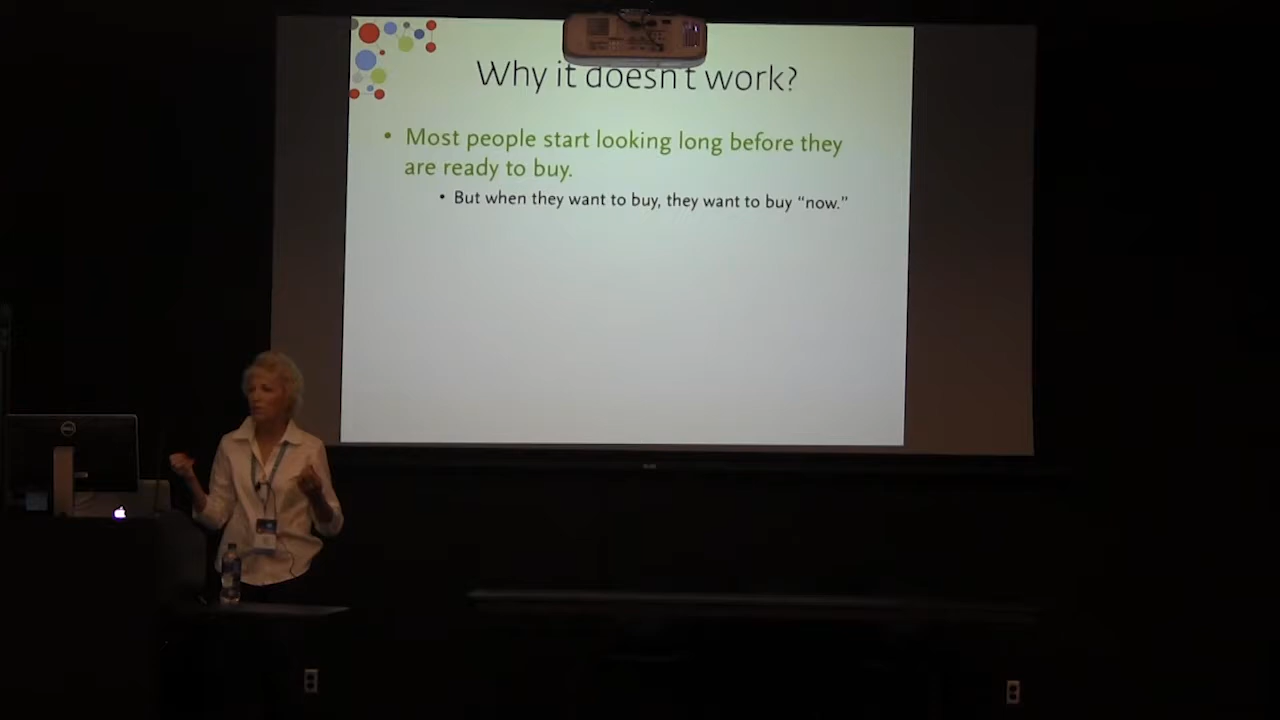 Why it doesn't work?
• Most people start looking long before they
are ready to buy.
• But when they want to buy, they want to buy “now.”
DELL